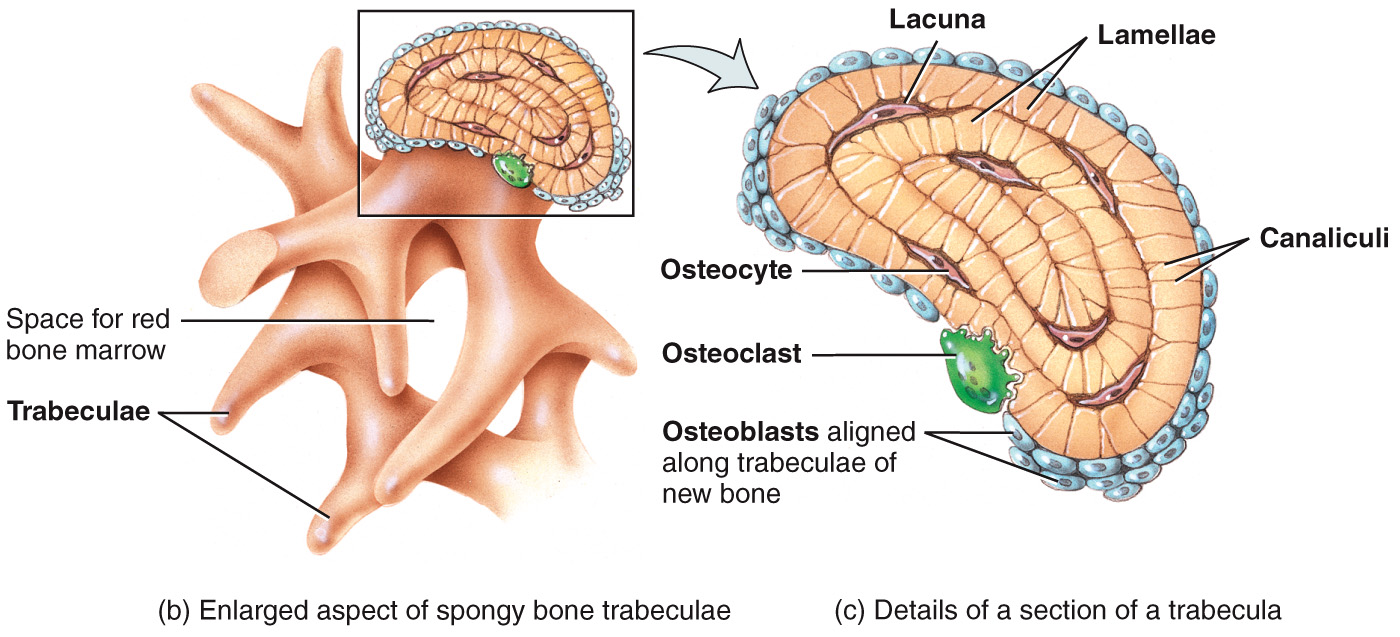 Lacuna
Lamellae
Canaliculi
Osteocyte
Space for red
bone marrow
Osteoclast
Trabeculae
Osteoblasts aligned
along trabeculae of
new bone
(b) Enlarged aspect of spongy bone trabeculae
(c) Details of a section of a trabecula